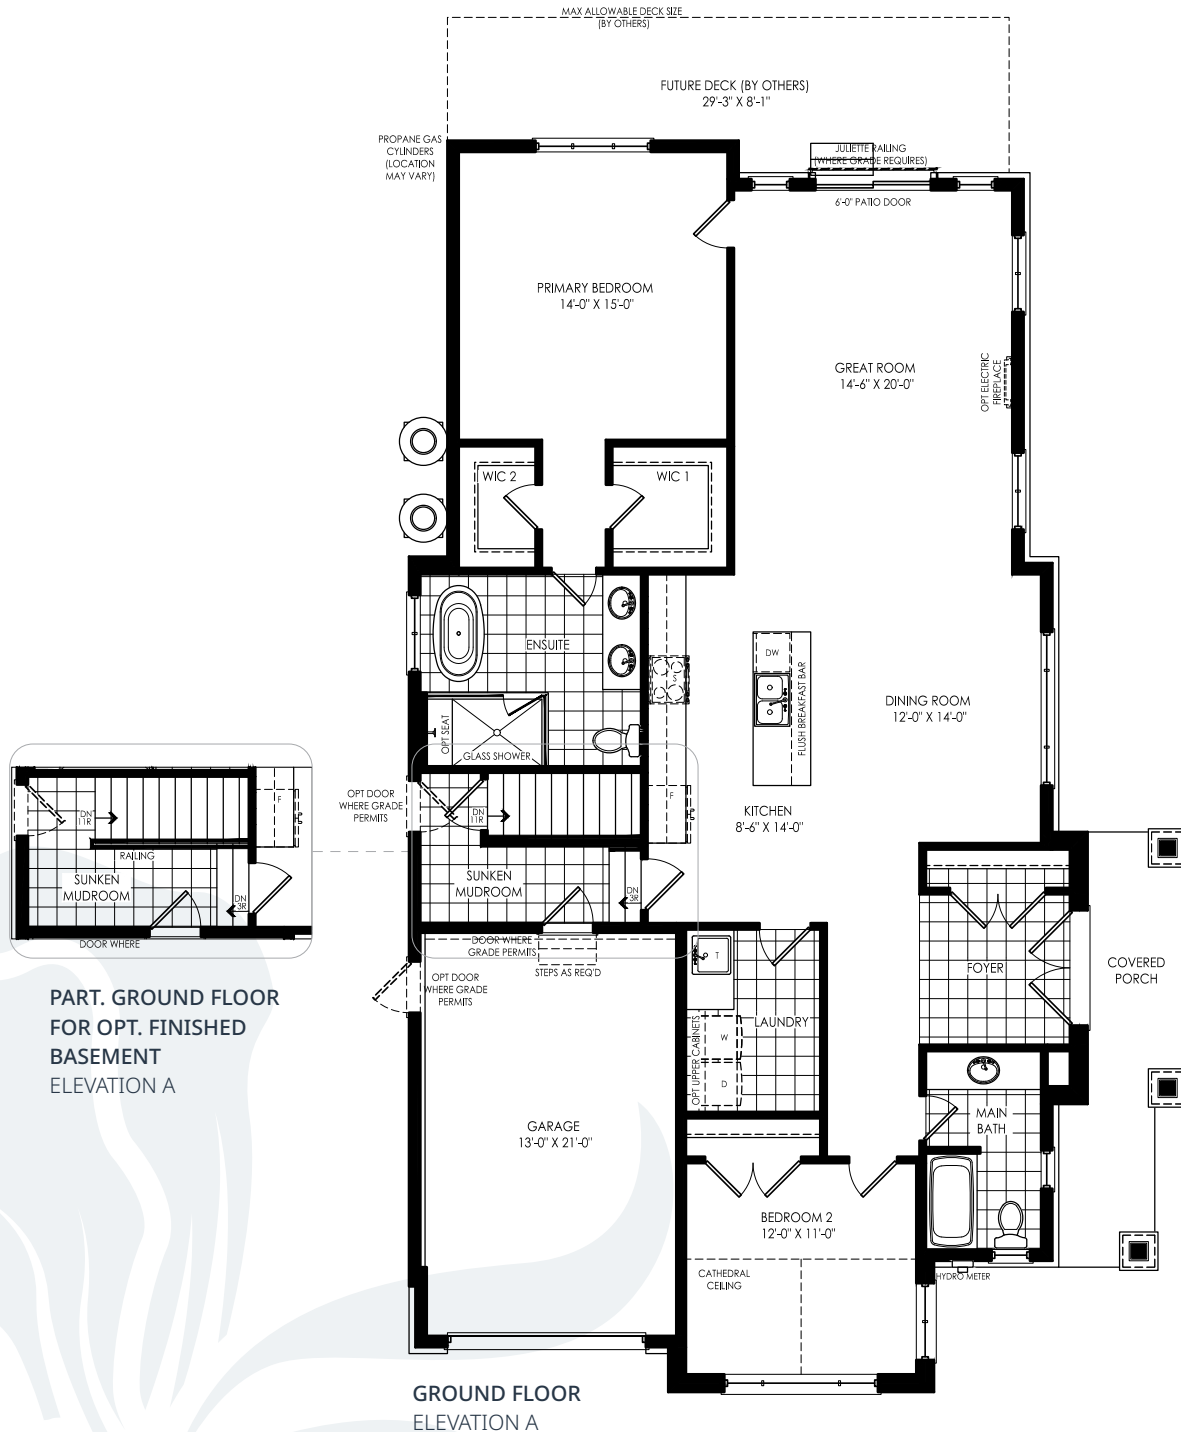 MAX ALLOWABLE DECK SIZE
(BY OTHERS)
FUTURE DECK (BY OTHERS)
29'-3" X 8'-1"
PROPANE GAS
CYLINDERS
(LOCATION
MAY VARY)
JULIETTE RAILING
(WHERE GRADE REQUIRES)
6'-0" PATIO DOOR
PRIMARY BEDROOM
14'-0" X 15'-0"
GREAT ROOM
14'-6" X 20'-0"
OPT ELECTRIC
FIREPLACE
WIC 2
WIC 1
ENSUITE
S
DW
FLUSH BREAKFAST BAR
DINING ROOM
12'-0" X 14'-0"
OPT SEAT
GLASS SHOWER
OPT DOOR
WHERE GRADE
PERMITS
DN
11R
F
KITCHEN
8'-6" X 14'-0"
SUNKEN
MUDROOM
DN
3R
DN
11R
F
RAILING
SUNKEN
MUDROOM
DN
3R
DOOR WHERE
DOOR WHERE
GRADE PERMITS
STEPS AS REQ'D
OPT DOOR
WHERE GRADE
PERMITS
T
LAUNDRY
OPT UPPER CABINETS
W
D
FOYER
COVERED
PORCH
PART. GROUND FLOOR
FOR OPT. FINISHED
BASEMENT
ELEVATION A
GARAGE
13'-0" X 21'-0"
MAIN
BATH
BEDROOM 2
12'-0" X 11'-0"
CATHEDRAL
CEILING
HYDRO METER
GROUND FLOOR
ELEVATION A